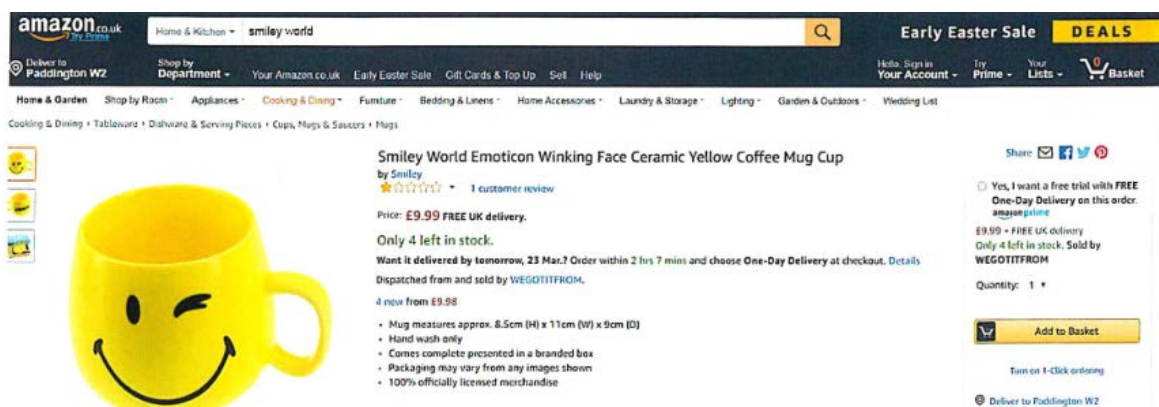 amazon.co.uk
Try Prime
Home & Kitchen
smiley world
Early Easter Sale
DEALS
Deliver to
Paddington W2
Shop by
Department
Your Amazon.co.uk Early Easter Sale Gift Cards & Top Up Sell Help
Hello. Sign in
Your Account
Try
Prime
Your
Lists
0
Basket
Home & Garden Shop by Room Appliances Cooking & Dining Furniture Bedding & Linens Home Accessories Laundry & Storage Lighting Garden & Outdoors Wedding List
Cooking & Dining › Tableware › Dishware & Serving Pieces › Cups, Mugs & Saucers › Mugs
Smiley World Emoticon Winking Face Ceramic Yellow Coffee Mug Cup
by Smiley
1 customer review
Price: £9.99 FREE UK delivery.
Only 4 left in stock.
Want it delivered by tomorrow, 23 Mar.? Order within 2 hrs 7 mins and choose One-Day Delivery at checkout. Details
Dispatched from and sold by WEGOTITFROM.
4 new from £9.98
• Mug measures approx. 8.5cm (H) x 11cm (W) x 9cm (D)
• Hand wash only
• Comes complete presented in a branded box
• Packaging may vary from any images shown
• 100% officially licensed merchandise
Share
Yes, I want a free trial with FREE
One-Day Delivery on this order.
amazonprime
£9.99 + FREE UK delivery
Only 4 left in stock. Sold by
WEGOTITFROM
Quantity: 1
Add to Basket
Turn on 1-Click ordering
Deliver to Paddington W2